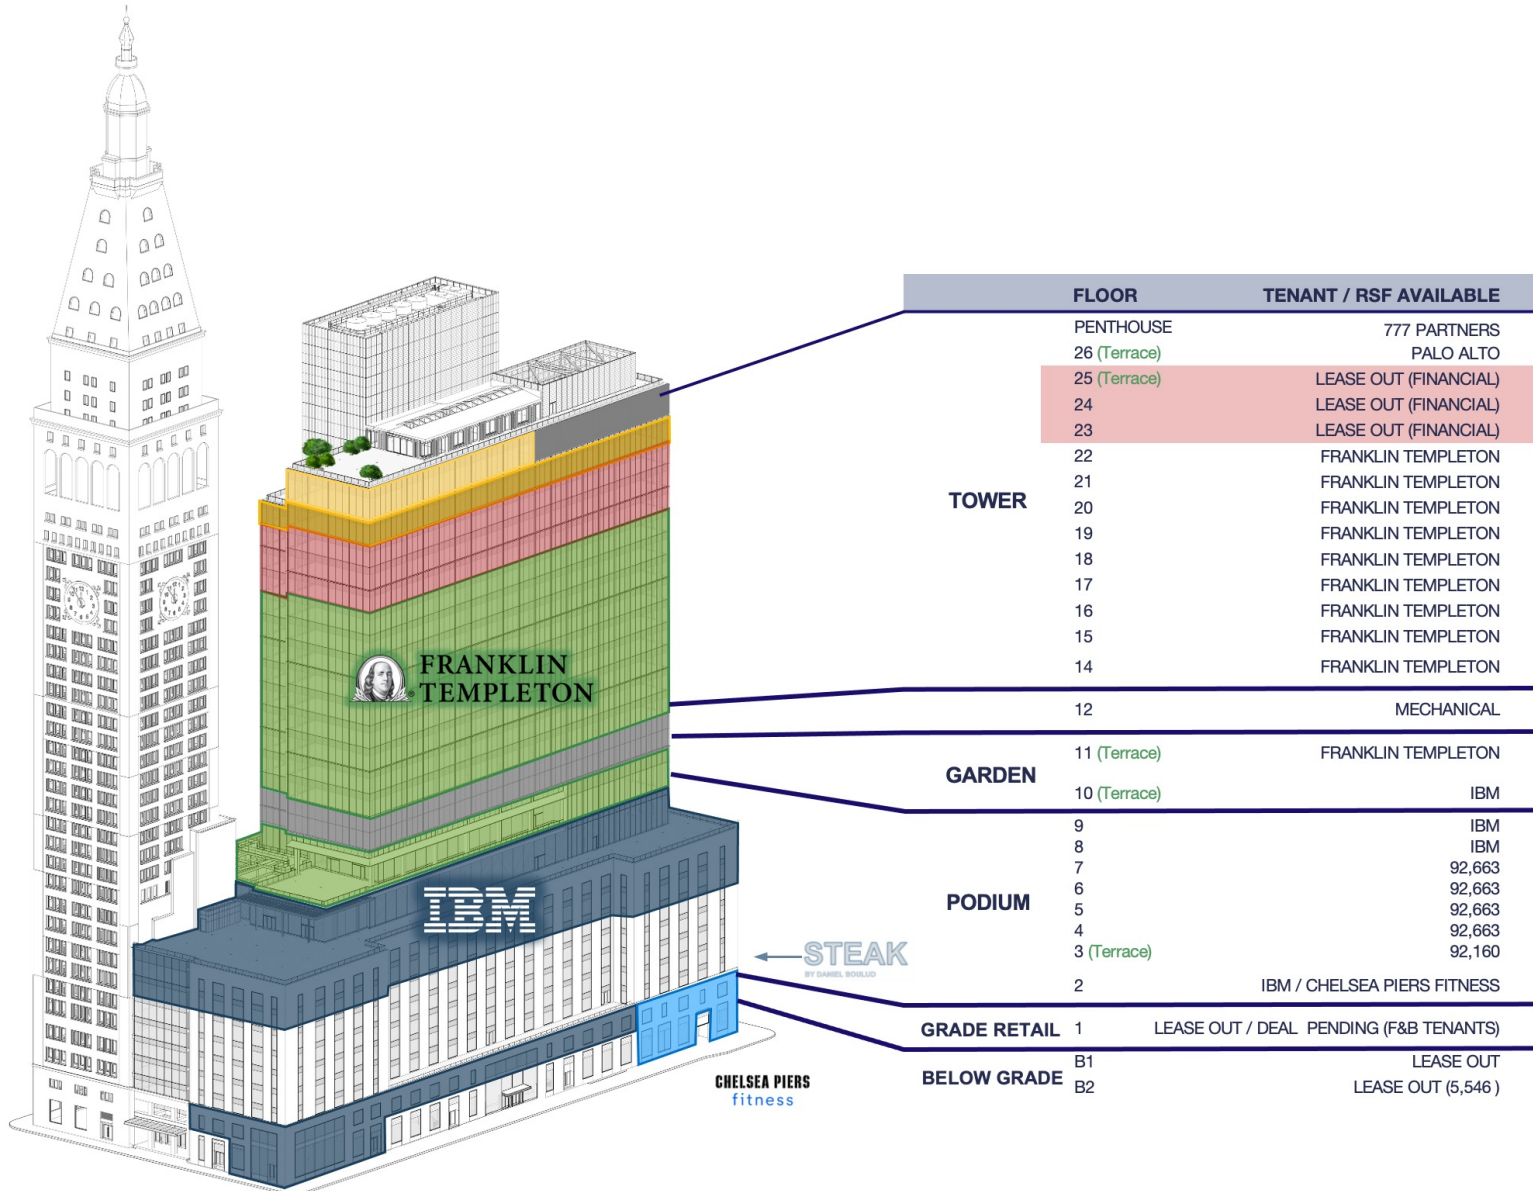 FLOOR TENANT / RSF AVAILABLE
PENTHOUSE 777 PARTNERS
26 (Terrace) PALO ALTO
25 (Terrace) LEASE OUT (FINANCIAL)
24 LEASE OUT (FINANCIAL)
23 LEASE OUT (FINANCIAL)
22 FRANKLIN TEMPLETON
21 FRANKLIN TEMPLETON
TOWER
20 FRANKLIN TEMPLETON
19 FRANKLIN TEMPLETON
18 FRANKLIN TEMPLETON
17 FRANKLIN TEMPLETON
16 FRANKLIN TEMPLETON
15 FRANKLIN TEMPLETON
14 FRANKLIN TEMPLETON
FRANKLIN
TEMPLETON
12 MECHANICAL
11 (Terrace) FRANKLIN TEMPLETON
GARDEN
10 (Terrace) IBM
9 IBM
8 IBM
7 92,663
6 92,663
PODIUM
5 92,663
4 92,663
3 (Terrace) 92,160
2 IBM / CHELSEA PIERS FITNESS
IBM
STEAK
BY DANIEL BOULUD
GRADE RETAIL 1 LEASE OUT / DEAL PENDING (F&B TENANTS)
B1 LEASE OUT
BELOW GRADE
B2 LEASE OUT (5,546 )
CHELSEA PIERS
fitness